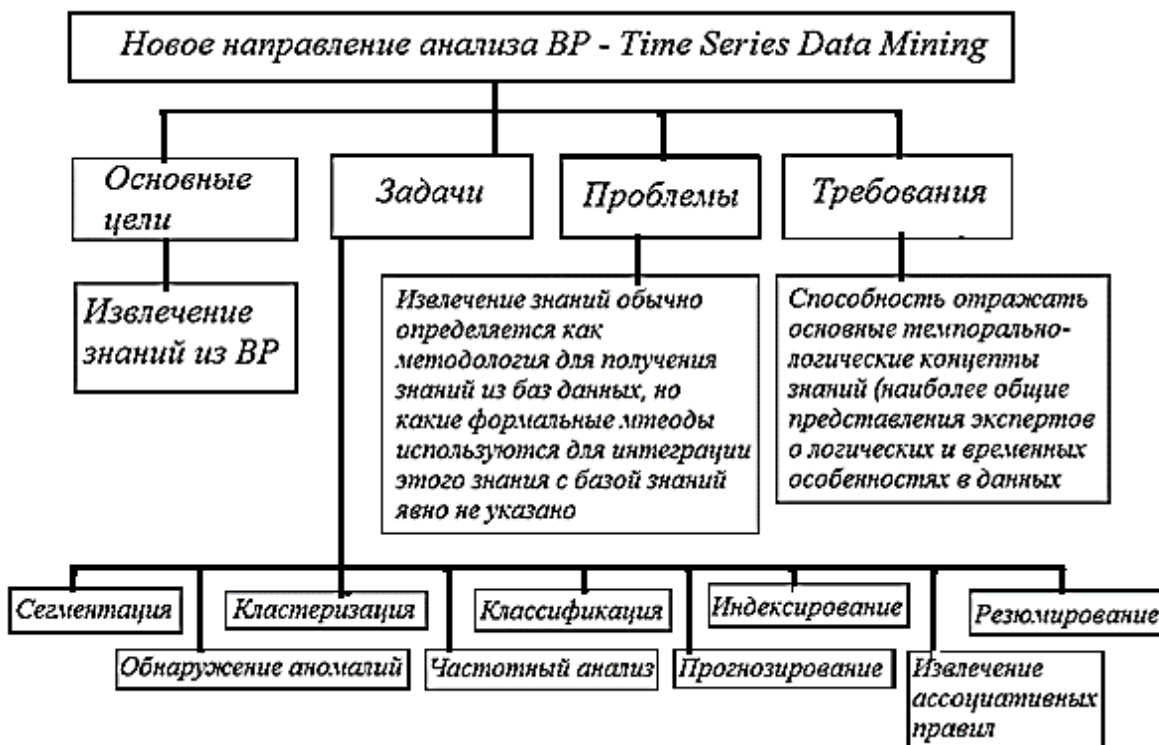 Новое направление анализа ВР - Time Series Data Mining
Основные
цели
Задачи
Проблемы
Требования
Извлечение
знаний из ВР
Извлечение знаний обычно
определяется как
методология для получения
знаний из баз данных, но
какие формальные мтеоды
используются для интеграции
этого знания с базой знаний
явно не указано
Способность отражать
основные темпорально-
логические концепты
знаний (наиболее общие
представления экспертов
о логических и временных
особенностях в данных
Сегментация
Кластеризация
Классификация
Индексирование
Резюмирование
Обнаружение аномалий
Частотный анализ
Прогнозирование
Извлечение
ассоциативных
правил